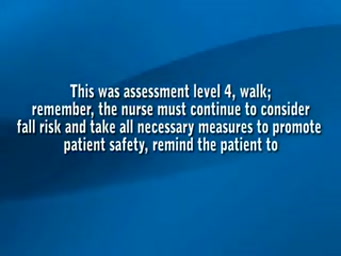 This was assessment level 4, walk;
remember, the nurse must continue to consider
fall risk and take all necessary measures to promote
patient safety, remind the patient to